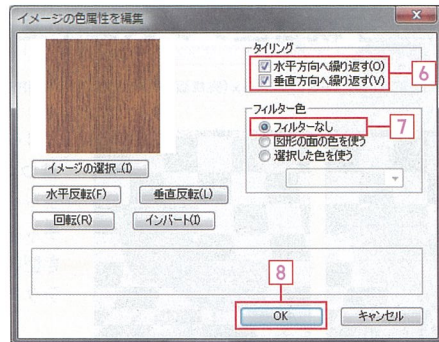 イメージの色属性を編集
タイリング
水平方向へ繰り返す(O)
垂直方向へ繰り返す(V)
6
フィルター色
フィルターなし
7
図形の面の色を使う
選択した色を使う
イメージの選択...(I)
水平反転(F)
垂直反転(L)
回転(R)
インバート(I)
8
OK
キャンセル